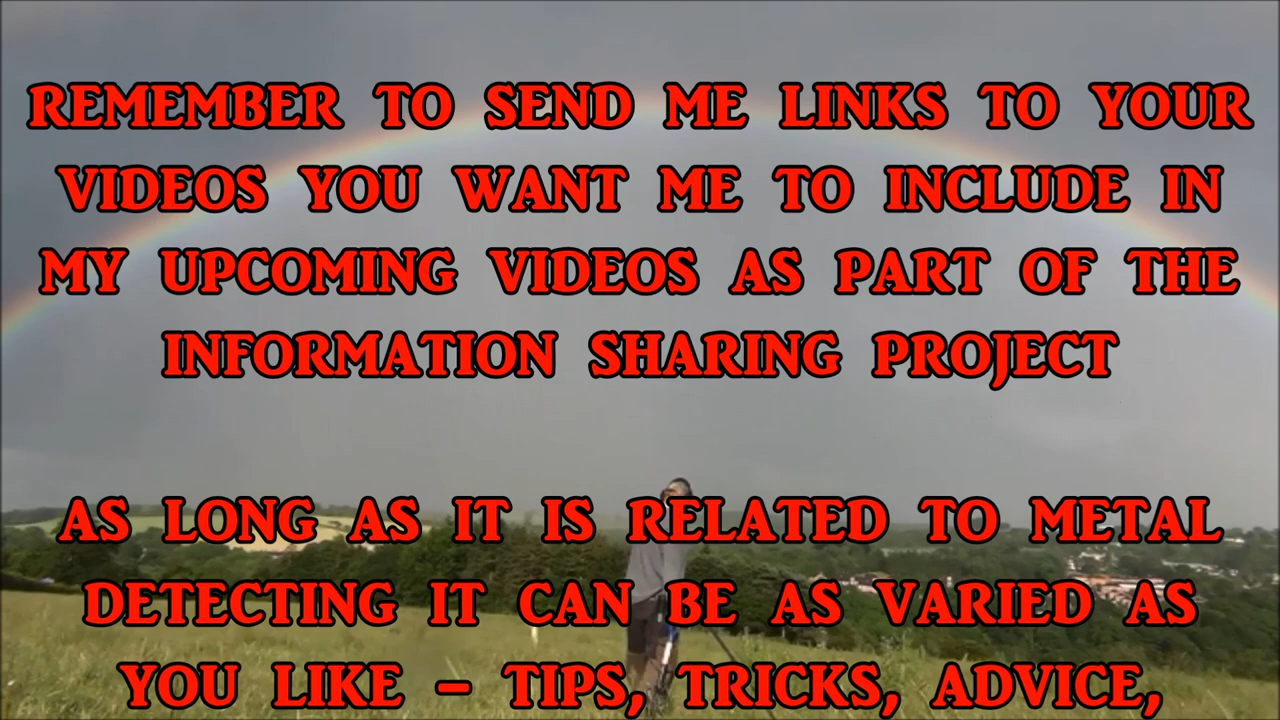 REMEMBER TO SEND ME LINKS TO YOUR
VIDEOS YOU WANT ME TO INCLUDE IN
MY UPCOMING VIDEOS AS PART OF THE
INFORMATION SHARING PROJECT
AS LONG AS IT IS RELATED TO METAL
DETECTING IT CAN BE AS VARIED AS
YOU LIKE – TIPS, TRICKS, ADVICE,